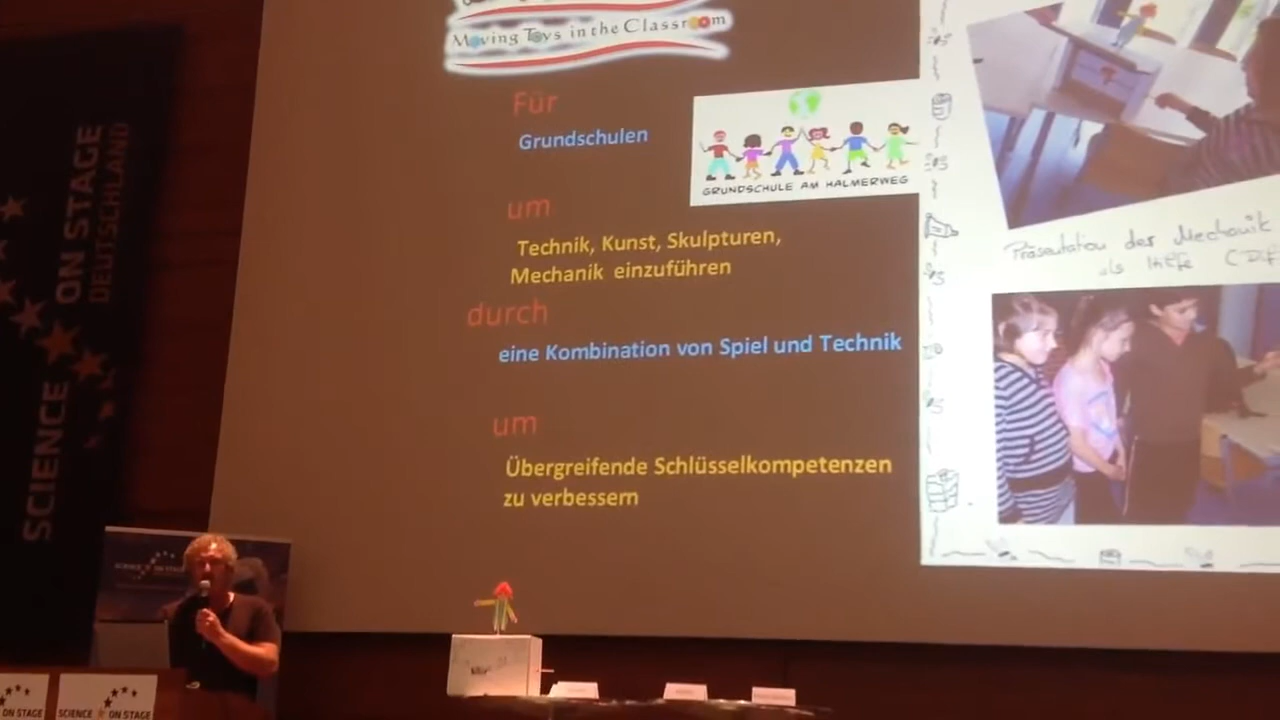 Moving Toys in the Classroom
Für
Grundschulen
GRUNDSCHULE AM HALMERWEG
um
Technik, Kunst, Skulpturen,
Mechanik einzuführen
durch
eine Kombination von Spiel und Technik
um
Übergreifende Schlüsselkompetenzen
zu verbessern
Präsentation der Mechanik
als Hilfe
SCIENCE ON STAGE
DEUTSCHLAND
ON STAGE
SCIENCE ON STAGE